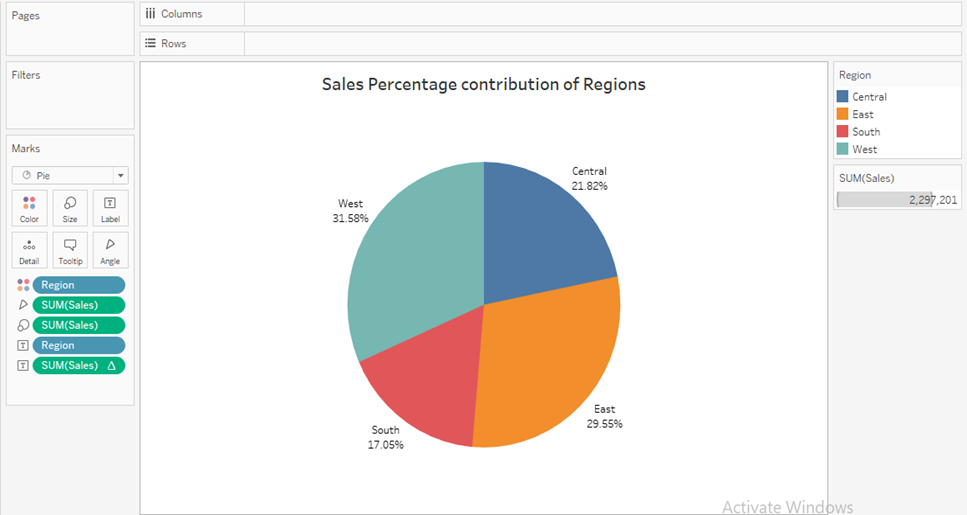 Pages
Columns
Rows
Filters
Marks
Pie
Color
Size
Label
Detail
Tooltip
Angle
Region
SUM(Sales)
SUM(Sales)
Region
SUM(Sales)
Sales Percentage contribution of Regions
Central
21.82%
West
31.58%
East
29.55%
South
17.05%
Region
Central
East
South
West
SUM(Sales)
2,297,201
Activate Windows